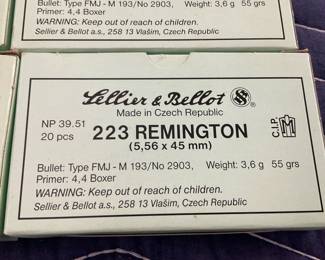 Bullet: Type FMJ - M 193/No 2903, Weight: 3,6 g 55 grs
Primer: 4,4 Boxer
WARNING: Keep out of reach of children.
Sellier & Bellot a.s., 258 13 Vlašim, Czech Republic
Sellier & Bellot
Made in Czech Republic
NP 39.51
20 pcs
223 REMINGTON
(5,56 x 45 mm)
C.I.P.
Bullet: Type FMJ - M 193/No 2903, Weight: 3,6 g 55 grs
Primer: 4,4 Boxer
WARNING: Keep out of reach of children.
Sellier & Bellot a.s., 258 13 Vlašim, Czech Republic